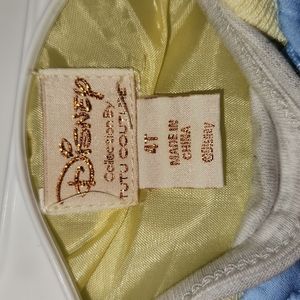 Disney
Collection By
TUTU COUTURE
4T
MADE IN
CHINA
©Disney